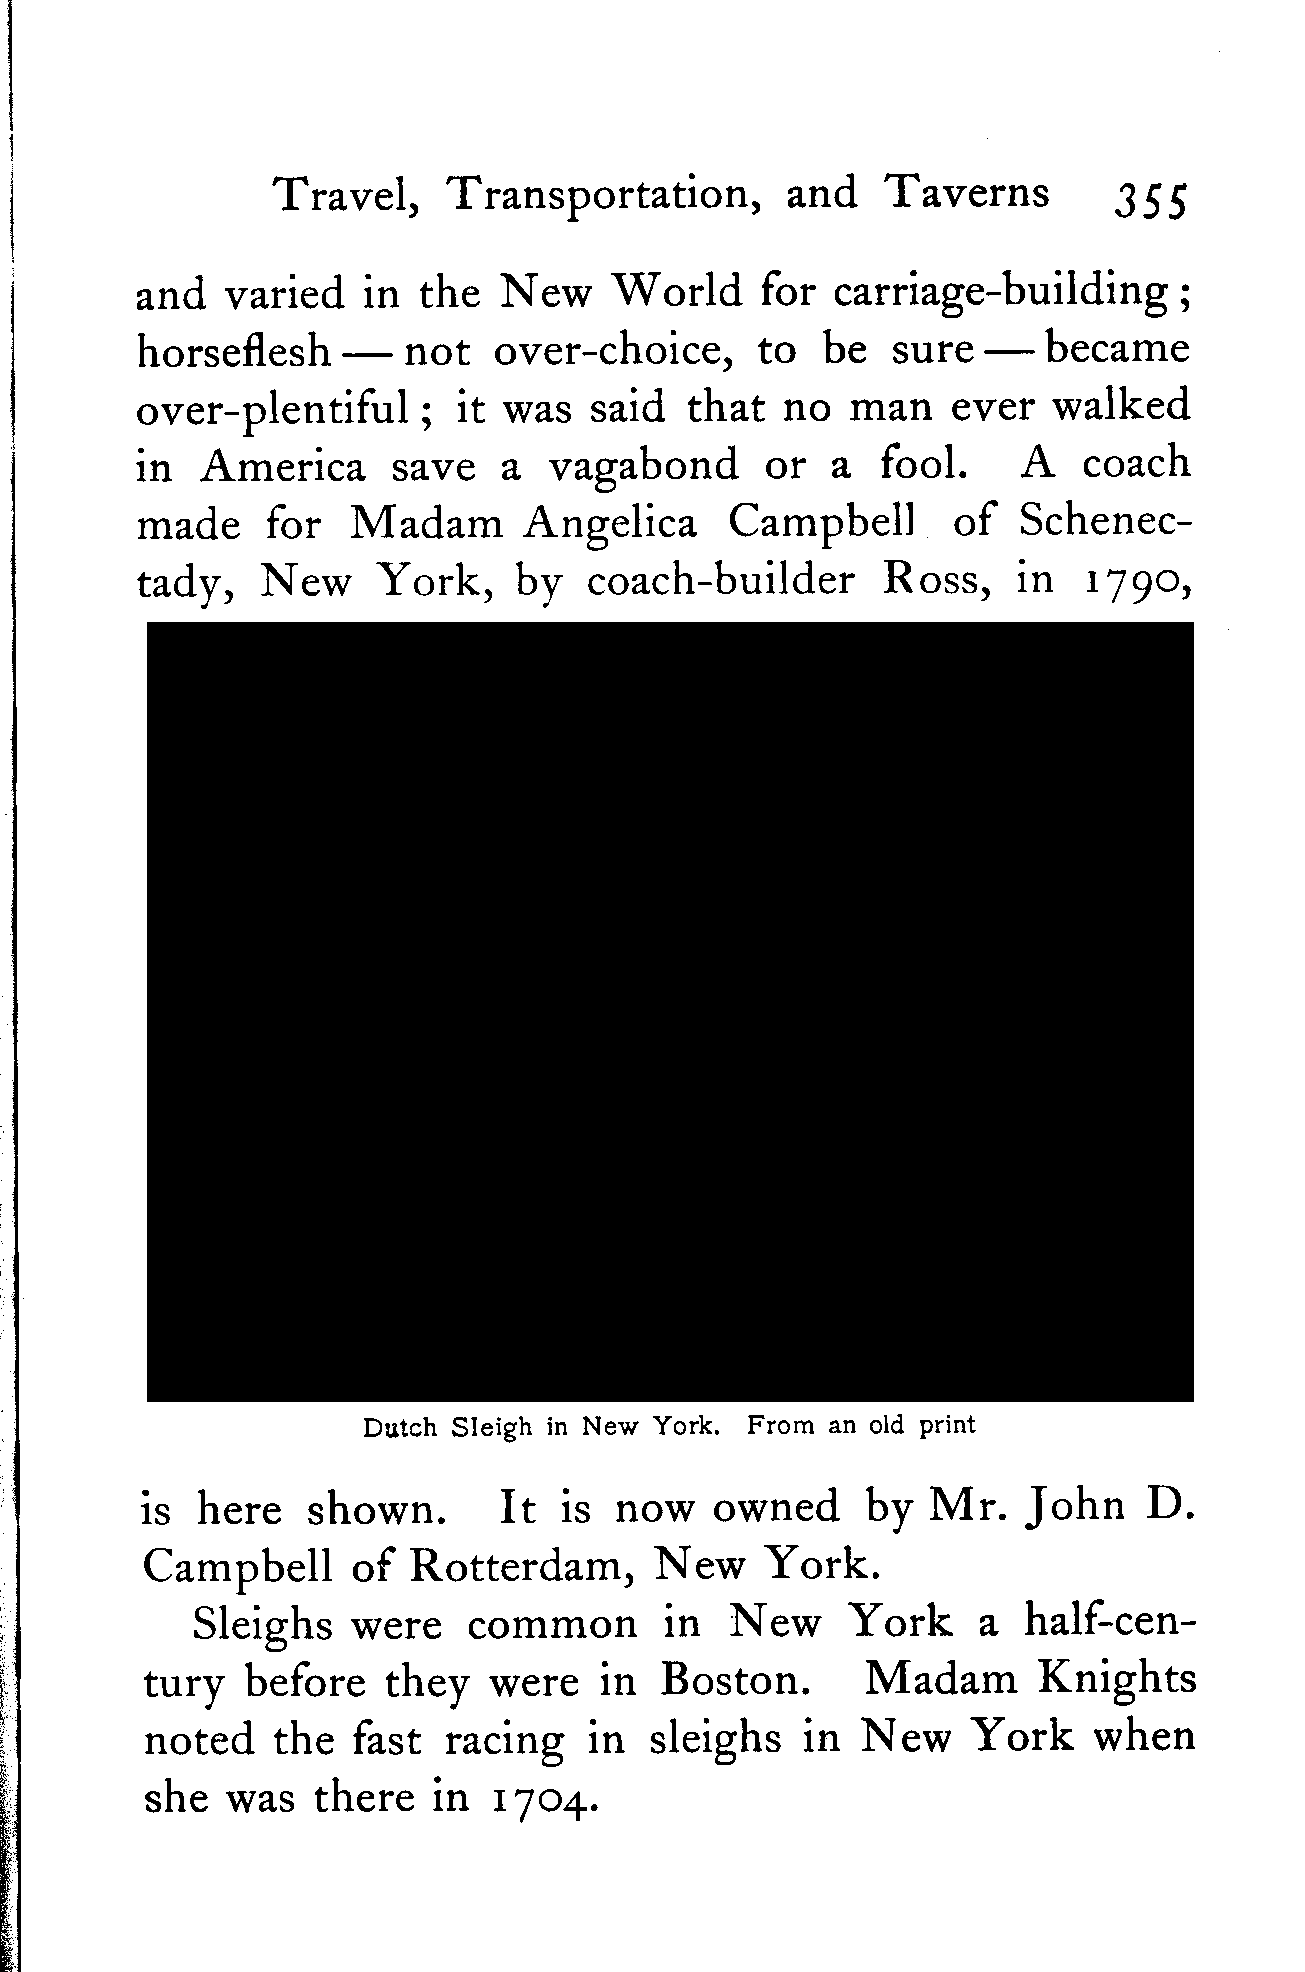 Travel, Transportation, and Taverns 355
and varied in the New World for carriage-building;
horseflesh — not over-choice, to be sure — became
over-plentiful; it was said that no man ever walked
in America save a vagabond or a fool. A coach
made for Madam Angelica Campbell of Schenec-
tady, New York, by coach-builder Ross, in 1790,
Dutch Sleigh in New York. From an old print
is here shown. It is now owned by Mr. John D.
Campbell of Rotterdam, New York.
Sleighs were common in New York a half-cen-
tury before they were in Boston. Madam Knights
noted the fast racing in sleighs in New York when
she was there in 1704.